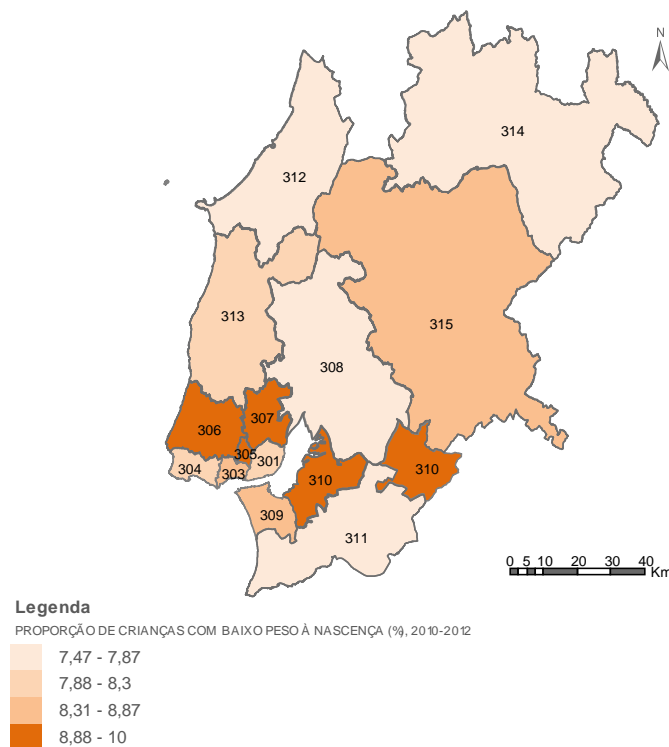 N
314
312
313
315
308
307
306
305
301
304
303
310
310
309
311
0 5 10 20 30 40
Km
Legenda
PROPORÇÃO DE CRIANÇAS COM BAIXO PESO À NASCENÇA (%), 2010-2012
7,47 - 7,87
7,88 - 8,3
8,31 - 8,87
8,88 - 10